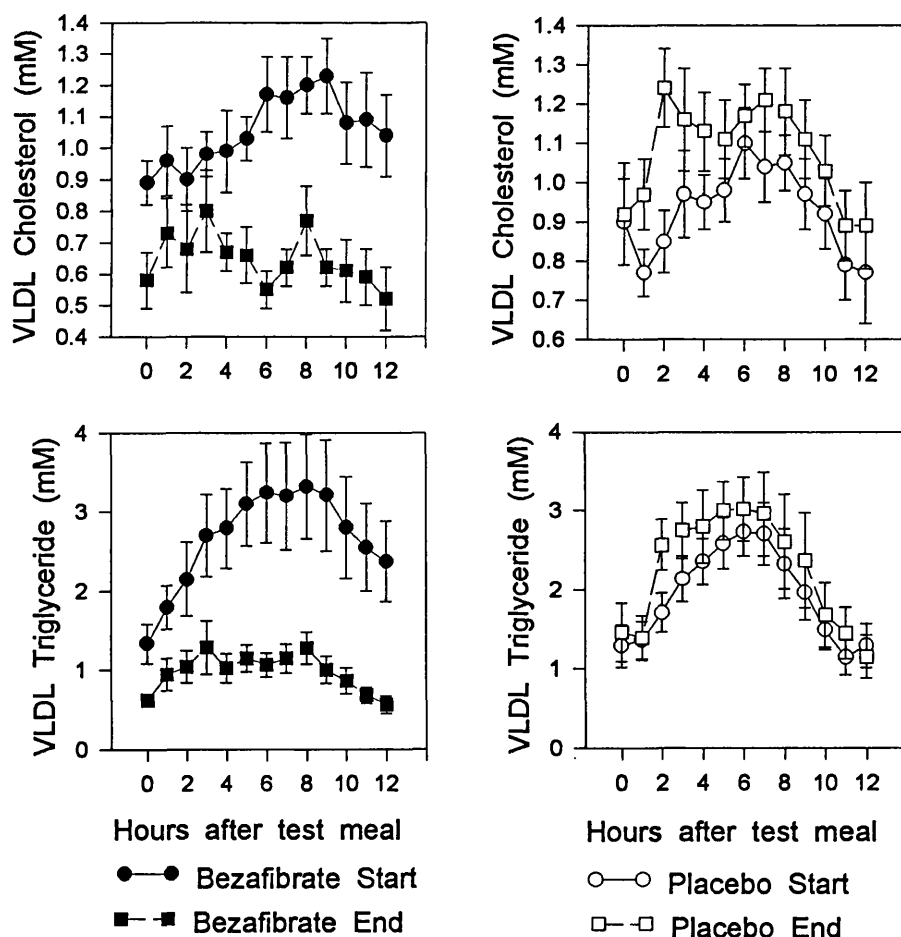 VLDL Cholesterol (mM)
1.4
1.3
1.2
1.1
1.0
0.9
0.8
0.7
0.6
0.5
0.4
0 2 4 6 8 10 12
VLDL Cholesterol (mM)
1.4
1.3
1.2
1.1
1.0
0.9
0.8
0.7
0.6
0 2 4 6 8 10 12
VLDL Triglyceride (mM)
4
3
2
1
0
0 2 4 6 8 10 12
Hours after test meal
Bezafibrate Start
Bezafibrate End
VLDL Triglyceride (mM)
4
3
2
1
0
0 2 4 6 8 10 12
Hours after test meal
Placebo Start
Placebo End